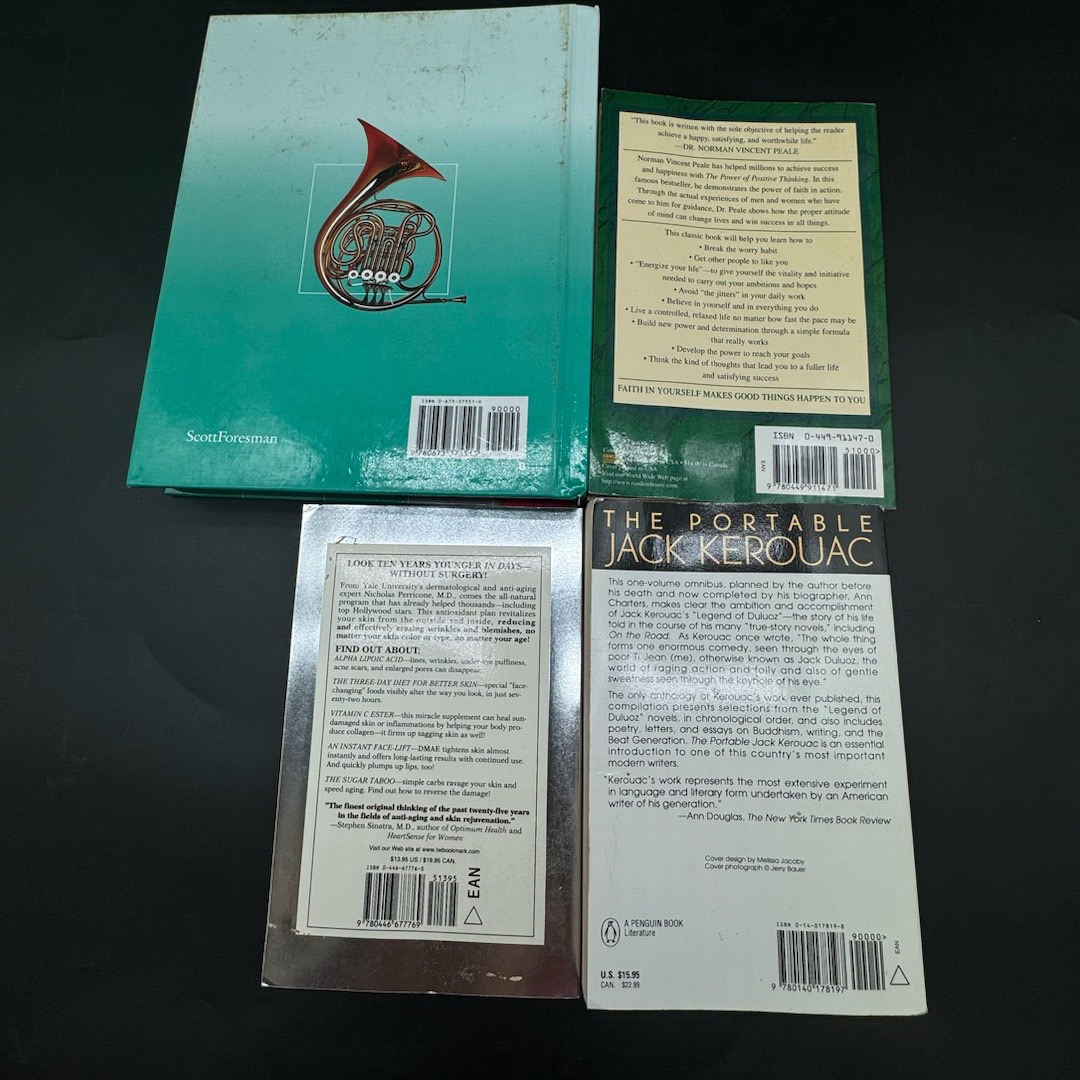 ScottForesman
ISBN 0-673-37551-6
90000
"This book is written with the sole objective of helping the reader
achieve a happy, satisfying, and worthwhile life."
—DR. NORMAN VINCENT PEALE
Norman Vincent Peale has helped millions to achieve success
and happiness with The Power of Positive Thinking. In this
famous bestseller, he demonstrates the power of faith in action.
Through the actual experiences of men and women who have
come to him for guidance, Dr. Peale shows how the proper attitude
of mind can change lives and win success in all things.
This classic book will help you learn how to
• Break the worry habit
• Get other people to like you
• "Energize your life"—to give yourself the vitality and initiative
needed to carry out your ambitions and hopes
• Avoid "the jitters" in your daily work
• Believe in yourself and in everything you do
• Live a controlled, relaxed life no matter how fast the pace may be
• Build new power and determination through a simple formula
that really works
• Develop the power to reach your goals
• Think the kind of thoughts that lead you to a fuller life
and satisfying success
FAITH IN YOURSELF MAKES GOOD THINGS HAPPEN TO YOU
$14.00 in Canada
World Wide Web page at
http://www.randomhouse.com
ISBN 0-449-91147-0
51000>
EAN
9 780449 911471
LOOK TEN YEARS YOUNGER IN DAYS—
WITHOUT SURGERY!
From Yale University's dermatological and anti-aging
expert Nicholas Perricone, M.D., comes the all-natural
program that has already helped thousands—including
top Hollywood stars. This antioxidant plan revitalizes
your skin from the outside and inside, reducing
and effectively erasing wrinkles and blemishes, no
matter your skin color or type, no matter your age!
FIND OUT ABOUT:
ALPHA LIPOIC ACID—lines, wrinkles, under-eye puffiness,
acne scars, and enlarged pores can disappear.
THE THREE-DAY DIET FOR BETTER SKIN—special "face-
changing" foods visibly alter the way you look, in just sev-
enty-two hours.
VITAMIN C ESTER—this miracle supplement can heal sun-
damaged skin or inflammations by helping your body pro-
duce collagen—it firms up sagging skin as well!
AN INSTANT FACE-LIFT—DMAE tightens skin almost
instantly and offers long-lasting results with continued use.
And quickly plumps up lips, too!
THE SUGAR TABOO—simple carbs ravage your skin and
speed aging. Find out how to reverse the damage!
"The finest original thinking of the past twenty-five years
in the fields of anti-aging and skin rejuvenation."
—Stephen Sinatra, M.D., author of Optimum Health and
HeartSense for Women
Visit our Web site at www.twbookmark.com
$13.95 US / $19.95 CAN.
ISBN 0-446-67776-0
51395
EAN
9 780446 677769
THE PORTABLE
JACK KEROUAC
This one-volume omnibus, planned by the author before
his death and now completed by his biographer, Ann
Charters, makes clear the ambition and accomplishment
of Jack Kerouac's "Legend of Duluoz"—the story of his life
told in the course of his many "true-story novels," including
On the Road. As Kerouac once wrote, "The whole thing
forms one enormous comedy, seen through the eyes of
poor Ti Jean (me), otherwise known as Jack Duluoz, the
world of raging action and folly and also of gentle
sweetness seen through the keyhole of his eye."
The only anthology of Kerouac's work ever published, this
compilation presents selections from the "Legend of
Duluoz" novels, in chronological order, and also includes
poetry, letters, and essays on Buddhism, writing, and the
Beat Generation. The Portable Jack Kerouac is an essential
introduction to one of this country's most important
modern writers.
"Kerouac's work represents the most extensive experiment
in language and literary form undertaken by an American
writer of his generation."
—Ann Douglas, The New York Times Book Review
Cover design by Melissa Jacoby
Cover photograph © Jerry Bauer
A PENGUIN BOOK
Literature
U.S. $15.95
CAN. $22.99
ISBN 0-14-017819-8
90000>
EAN
9 780140 178197